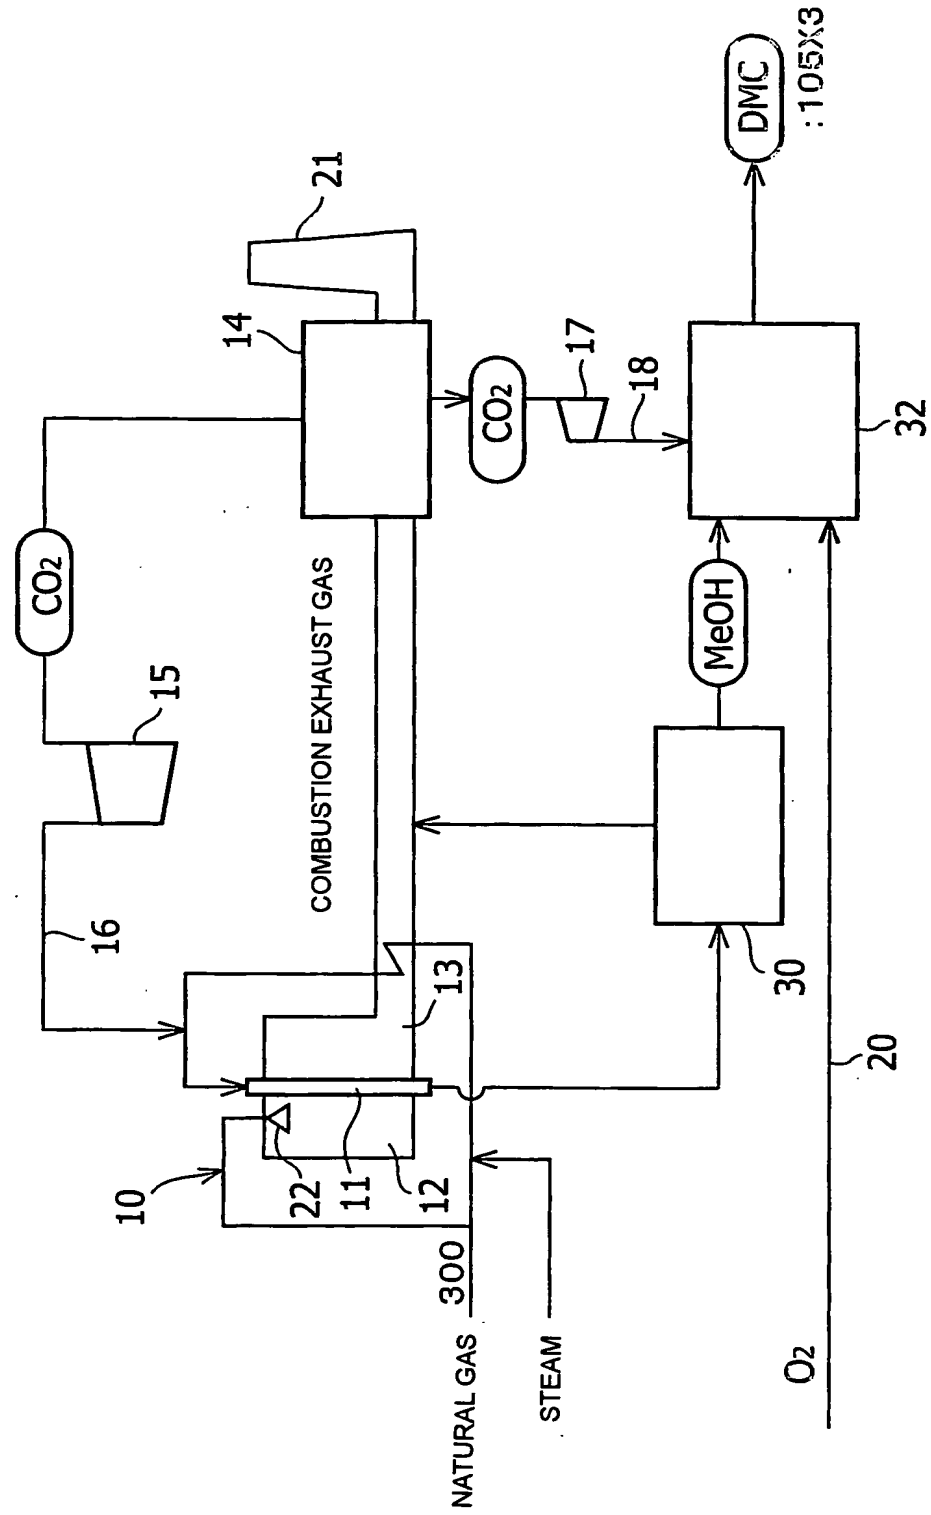 CO2
15
16
14
21
COMBUSTION EXHAUST GAS
10
22
11
12
13
CO2
17
18
NATURAL GAS
300
STEAM
30
MeOH
32
DMC
:105X3
O2
20